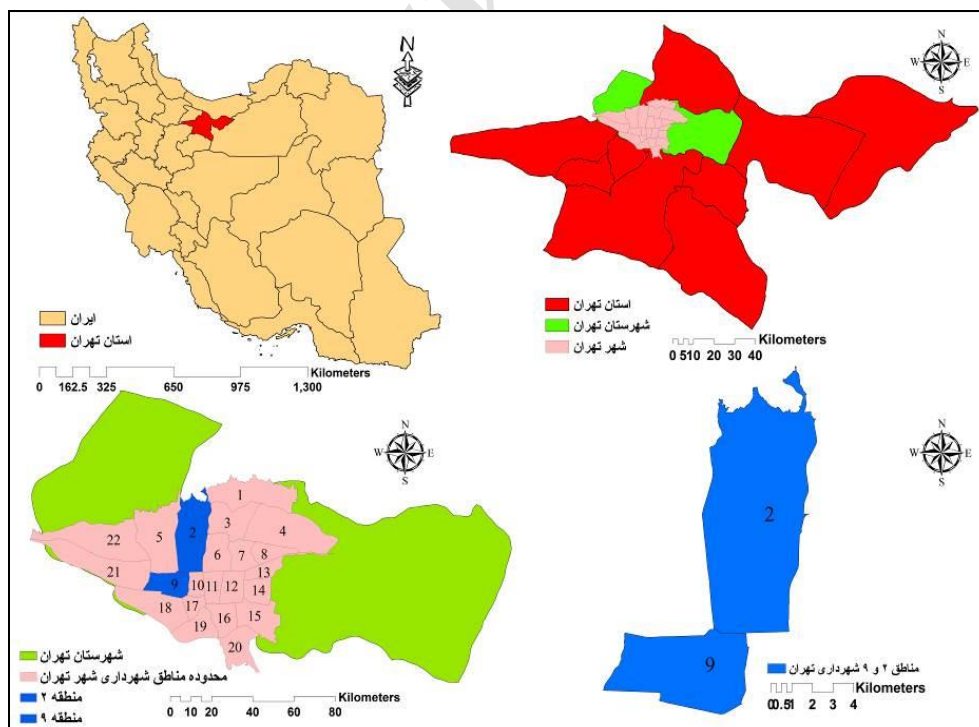 N
ایران
استان تهران
Kilometers
0 162.5 325 650 975 1,300
N
W E
S
استان تهران
شهرستان تهران
شهر تهران
Kilometers
0 510 20 30 40
N
W E
S
1
2
3
4
5
6
7
8
9
10
11
12
13
14
15
16
17
18
19
20
21
22
شهرستان تهران
محدوده مناطق شهرداری شهر تهران
منطقه ۲
منطقه ۹
Kilometers
0 5 10 20 40 60 80
N
W E
S
2
9
مناطق ۲ و ۹ شهرداری تهران
Kilometers
00.51 2 3 4